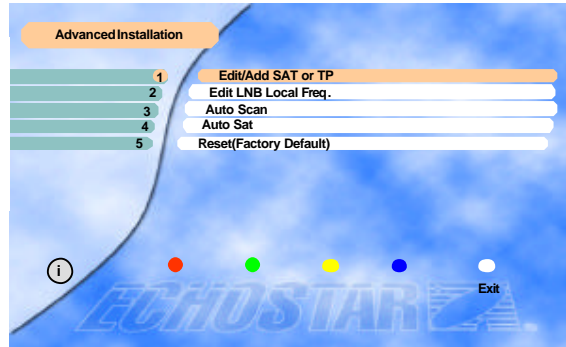 Advanced Installation
1 Edit/Add SAT or TP
2 Edit LNB Local Freq.
3 Auto Scan
4 Auto Sat
5 Reset(Factory Default)
i
Exit
ECHOSTAR